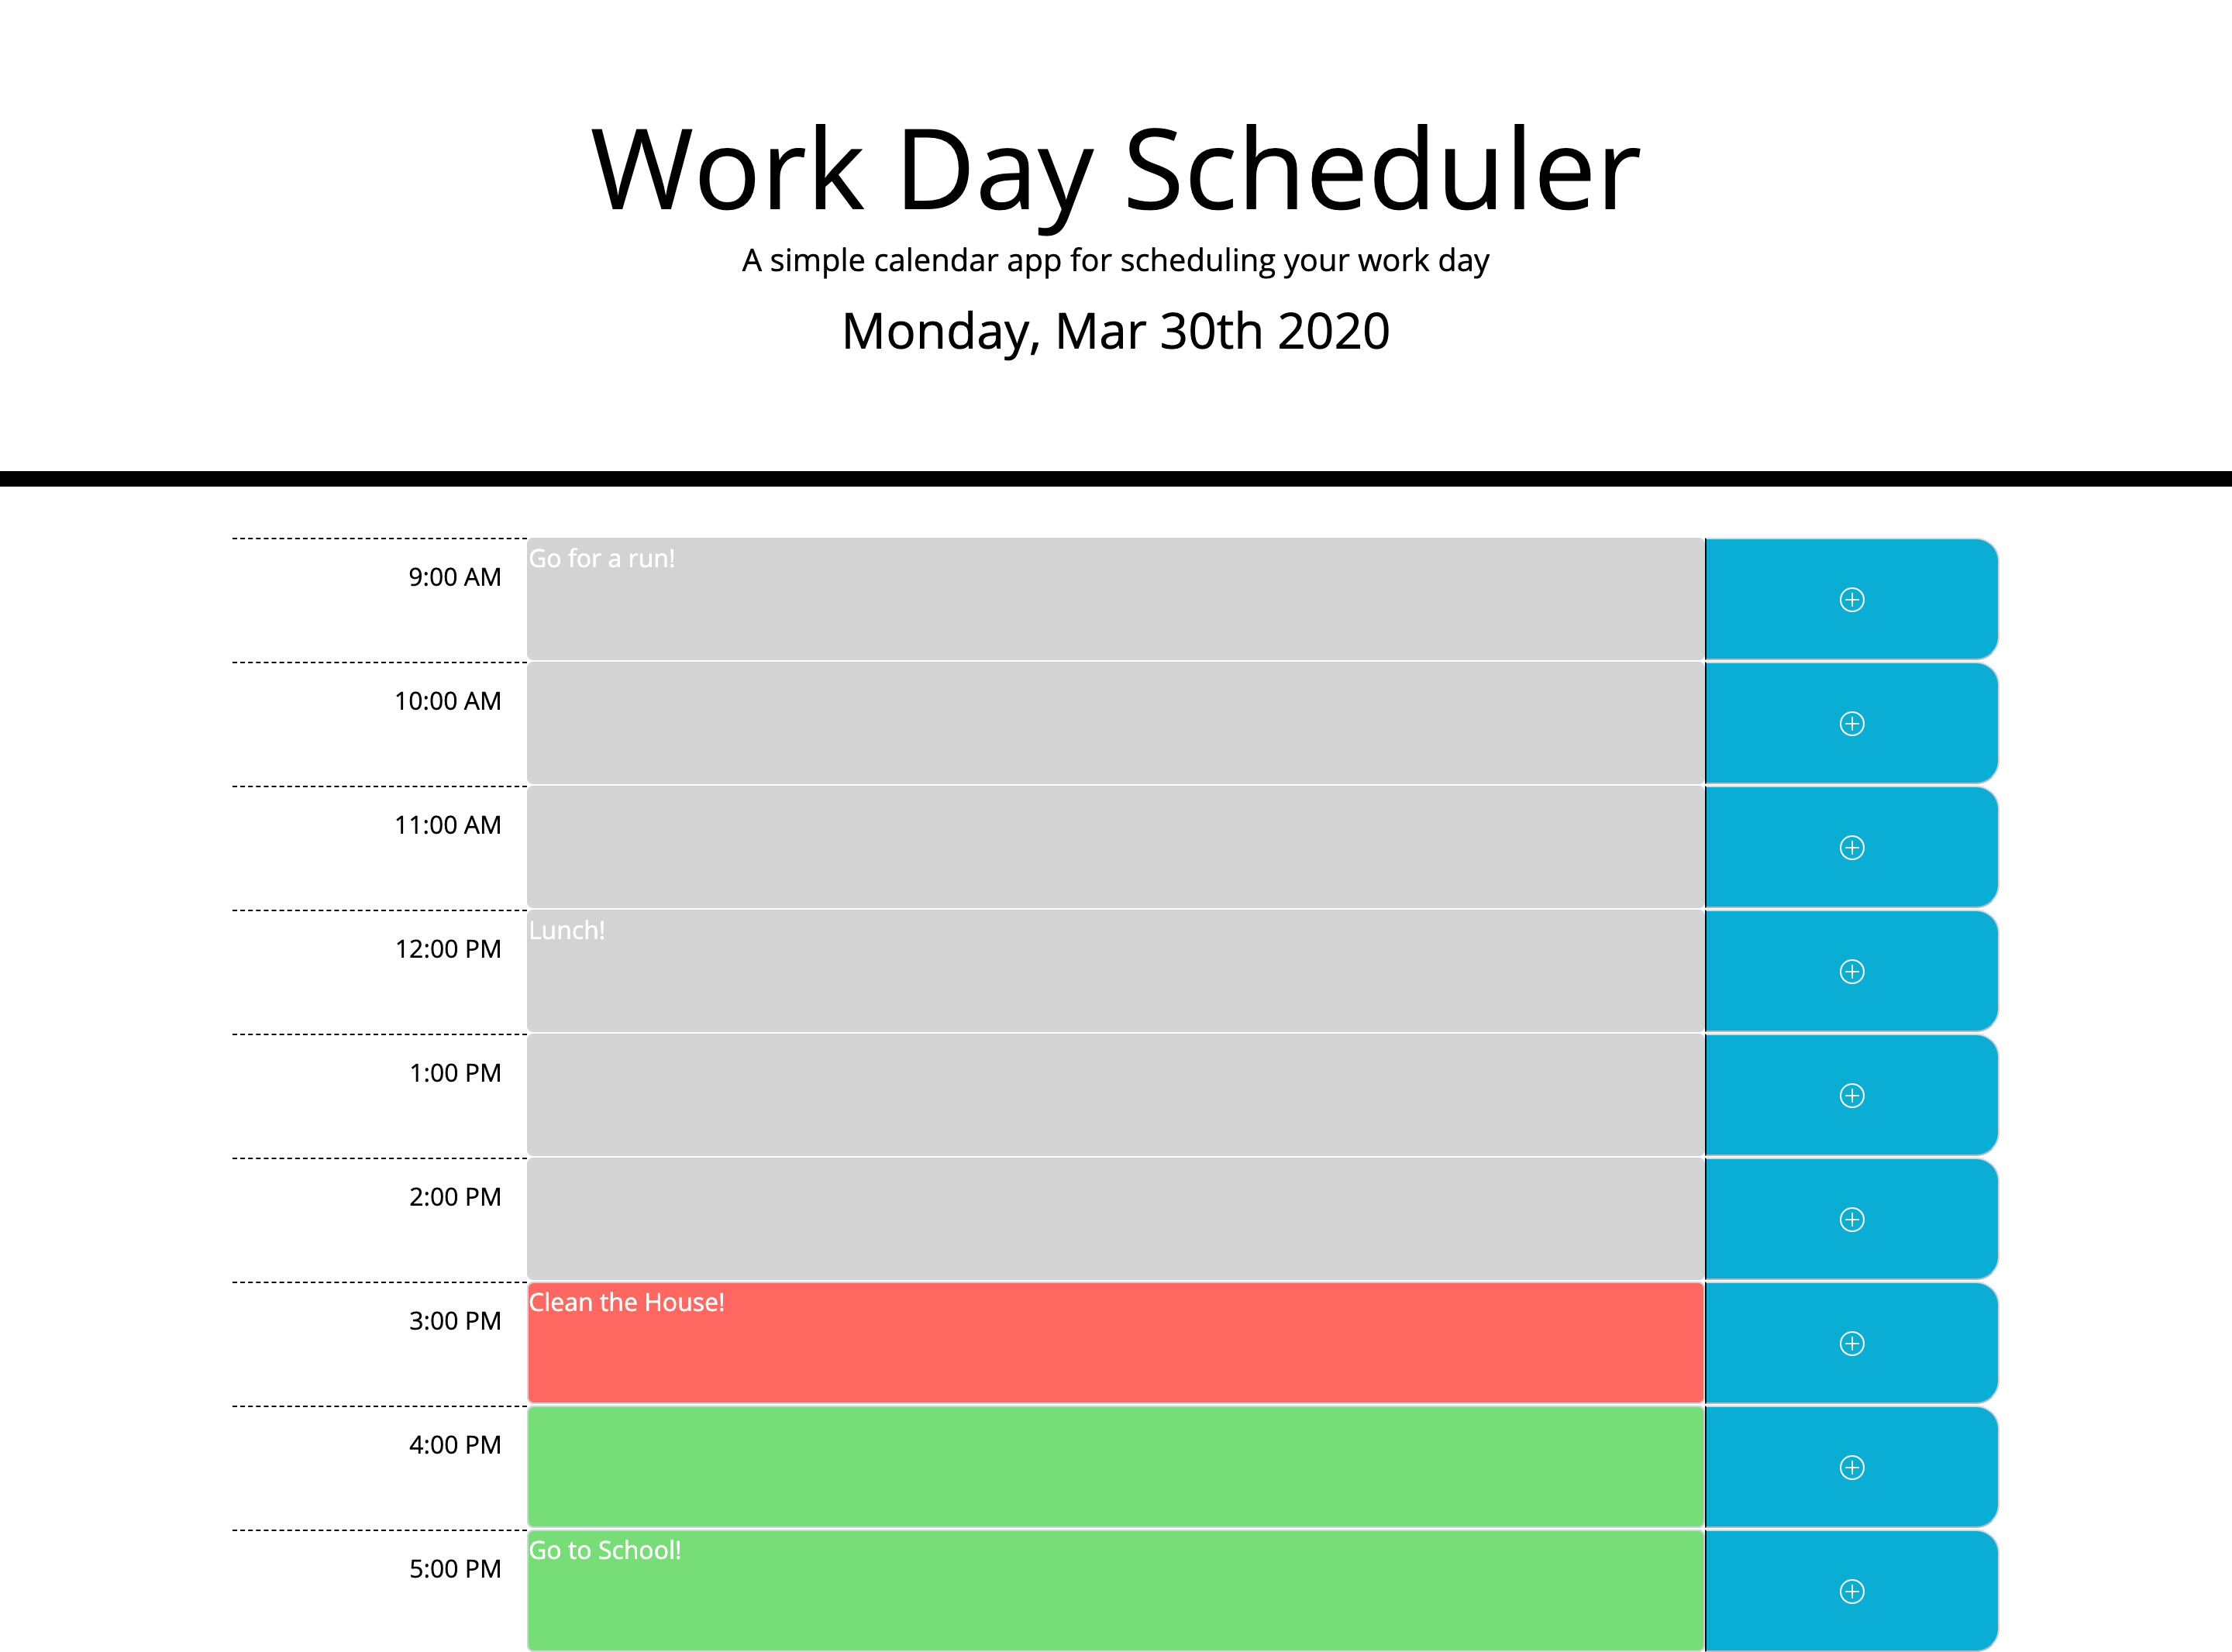 Work Day Scheduler
A simple calendar app for scheduling your work day
Monday, Mar 30th 2020
9:00 AM
Go for a run!
10:00 AM
11:00 AM
12:00 PM
Lunch!
1:00 PM
2:00 PM
3:00 PM
Clean the House!
4:00 PM
5:00 PM
Go to School!